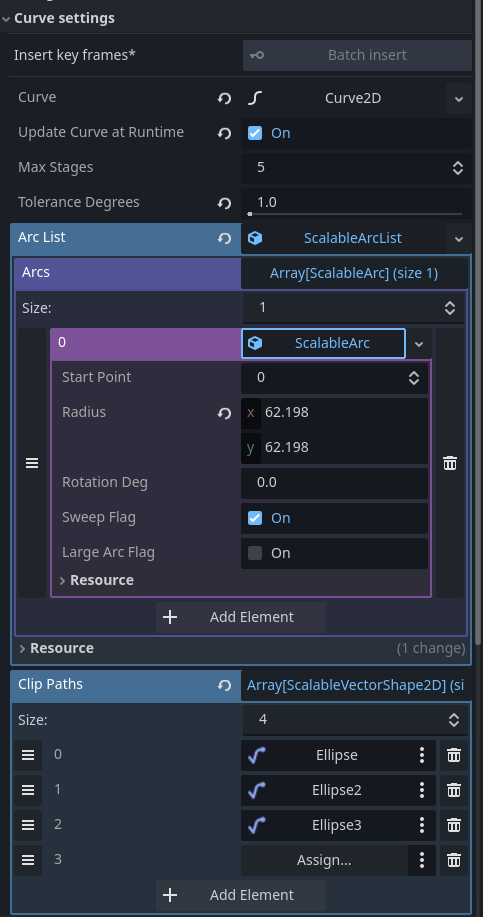 Curve settings
Insert key frames* Batch insert
Curve Curve2D
Update Curve at Runtime On
Max Stages 5
Tolerance Degrees 1.0
Arc List ScalableArcList
Arcs Array[ScalableArc] (size 1)
Size: 1
0 ScalableArc
Start Point 0
Radius x 62.198
y 62.198
Rotation Deg 0.0
Sweep Flag On
Large Arc Flag On
Resource
Add Element
Resource (1 change)
Clip Paths Array[ScalableVectorShape2D] (si
Size: 4
0 Ellipse
1 Ellipse2
2 Ellipse3
3 Assign...
Add Element